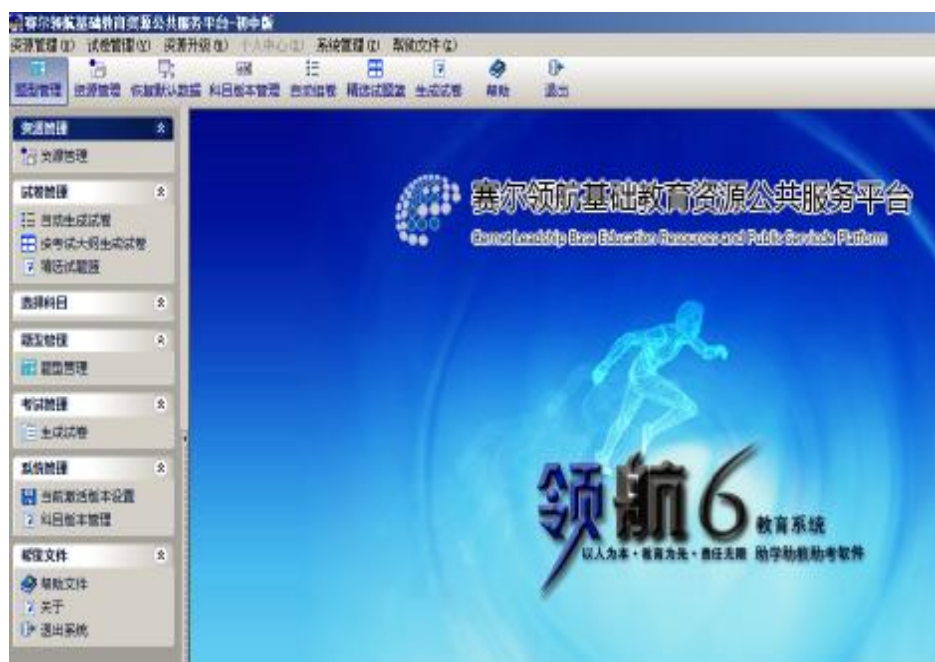 赛尔领航基础教育资源公共服务平台-初中版
资源管理 试卷管理 资源升级 个人中心 系统管理 帮助文件
题型管理 资源管理 恢复默认数据 科目版本管理 自动组卷 精选试题篮 生成试卷 帮助 退出
资源管理
资源管理
试卷管理
自动生成试卷
按考试大纲生成试卷
精选试题篮
选择科目
题型管理
题型管理
考试管理
生成试卷
系统管理
当前激活版本设置
科目版本管理
帮助文件
帮助文件
关于
退出系统
赛尔领航基础教育资源公共服务平台
Cernet Leadship Base Education Resources and Public Platform
领航6
教育系统
以人为本·教育为先·责任无限 助学助教助考软件